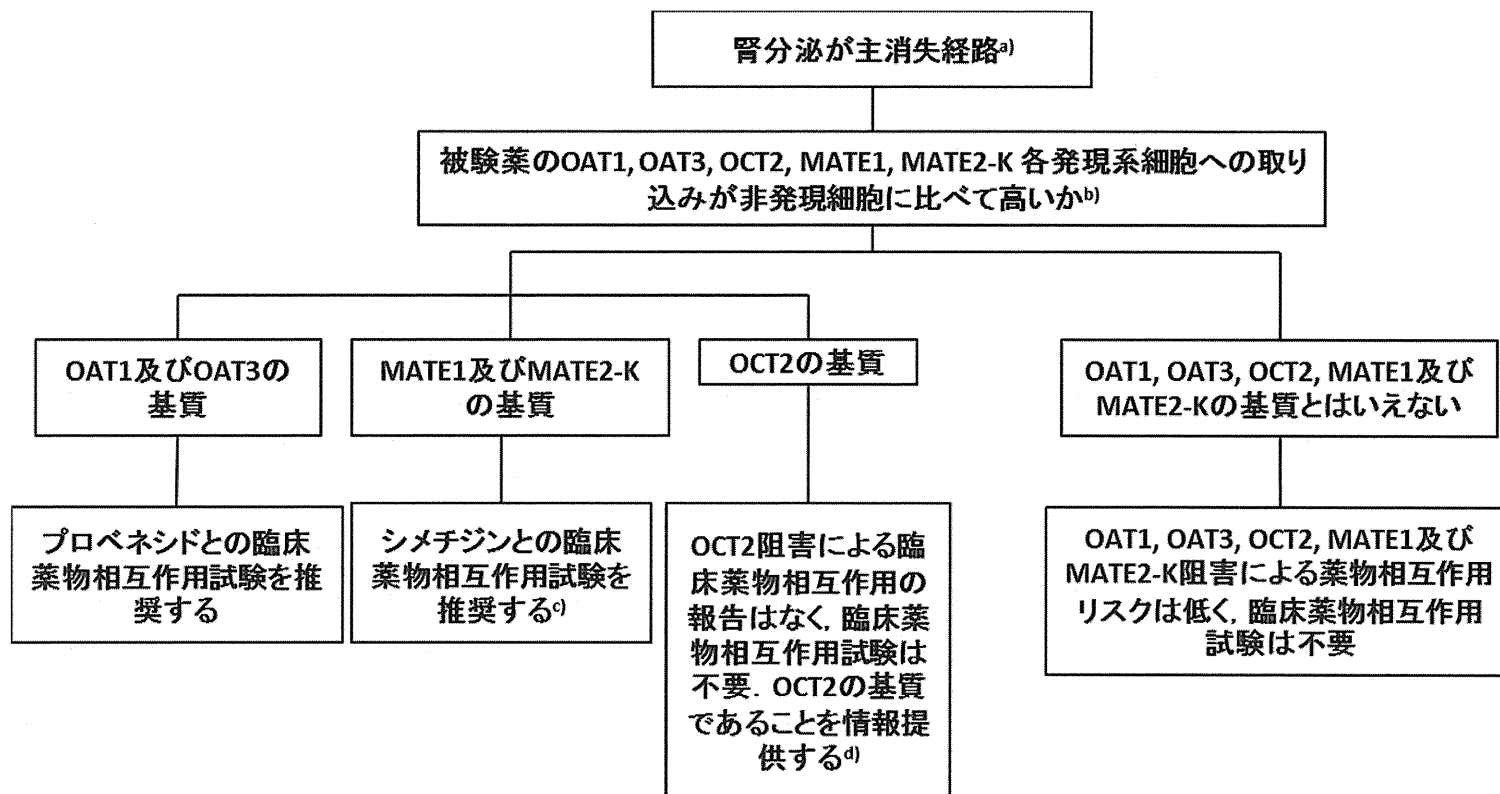 腎分泌が主消失経路a)
被験薬のOAT1, OAT3, OCT2, MATE1, MATE2-K 各発現系細胞への取り
込みが非発現細胞に比べて高いかb)
OAT1及びOAT3の
基質
MATE1及びMATE2-K
の基質
OCT2の基質
OAT1, OAT3, OCT2, MATE1及び
MATE2-Kの基質とはいえない
プロベネシドとの臨床
薬物相互作用試験を推
奨する
シメチジンとの臨床
薬物相互作用試験を
推奨するc)
OCT2阻害による臨
床薬物相互作用の
報告はなく, 臨床薬
物相互作用試験は
不要. OCT2の基質
であることを情報提
供するd)
OAT1, OAT3, OCT2, MATE1及び
MATE2-K阻害による薬物相互作用
リスクは低く, 臨床薬物相互作用
試験は不要